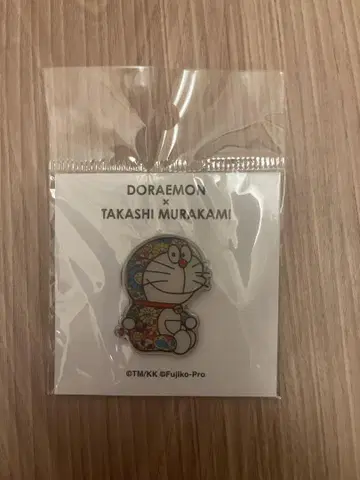 DORAEMON
×
TAKASHI MURAKAMI
©TM/KK ©Fujiko-Pro